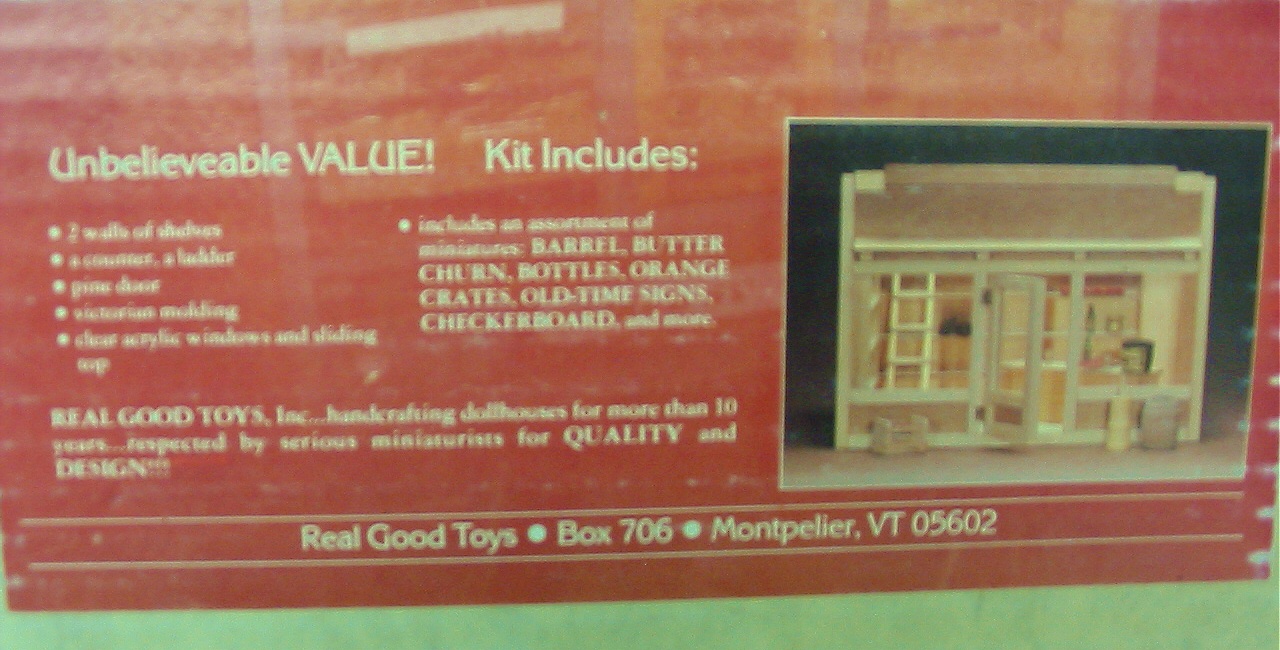 Unbelieveable VALUE!
Kit Includes:
• 2 walls of shelves
• a counter, a ladder
• pine door
• victorian molding
• clear acrylic windows and sliding
top
• includes an assortment of
miniatures: BARREL, BUTTER
CHURN, BOTTLES, ORANGE
CRATES, OLD-TIME SIGNS,
CHECKERBOARD, and more.
REAL GOOD TOYS, Inc...handcrafting dollhouses for more than 10
years...respected by serious miniaturists for QUALITY and
DESIGN!!!
Real Good Toys • Box 706 • Montpelier, VT 05602